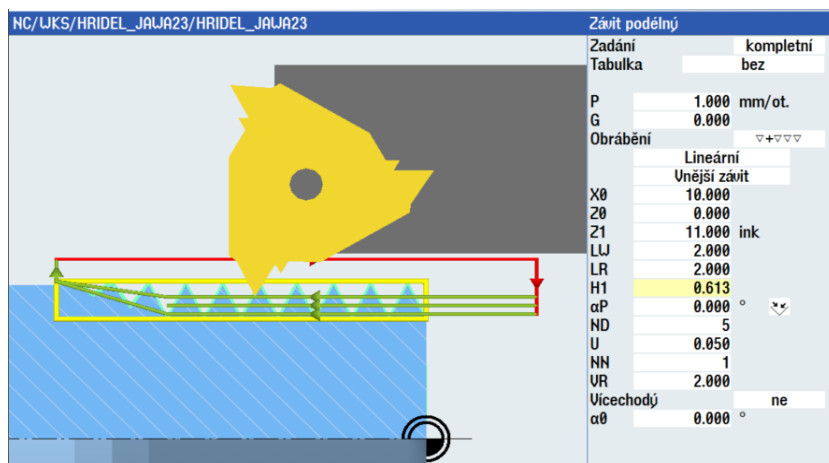 NC/WKS/HRIDEL_JAWA23/HRIDEL_JAWA23
Závit podélný
Zadání kompletní
Tabulka bez
P 1.000 mm/ot.
G 0.000
Obrábění ▽+▽▽▽
Lineární
Vnější závit
X0 10.000
Z0 0.000
Z1 11.000 ink
LW 2.000
LR 2.000
H1 0.613
αP 0.000 °
ND 5
U 0.050
NN 1
VR 2.000
Vícechodý ne
α0 0.000 °